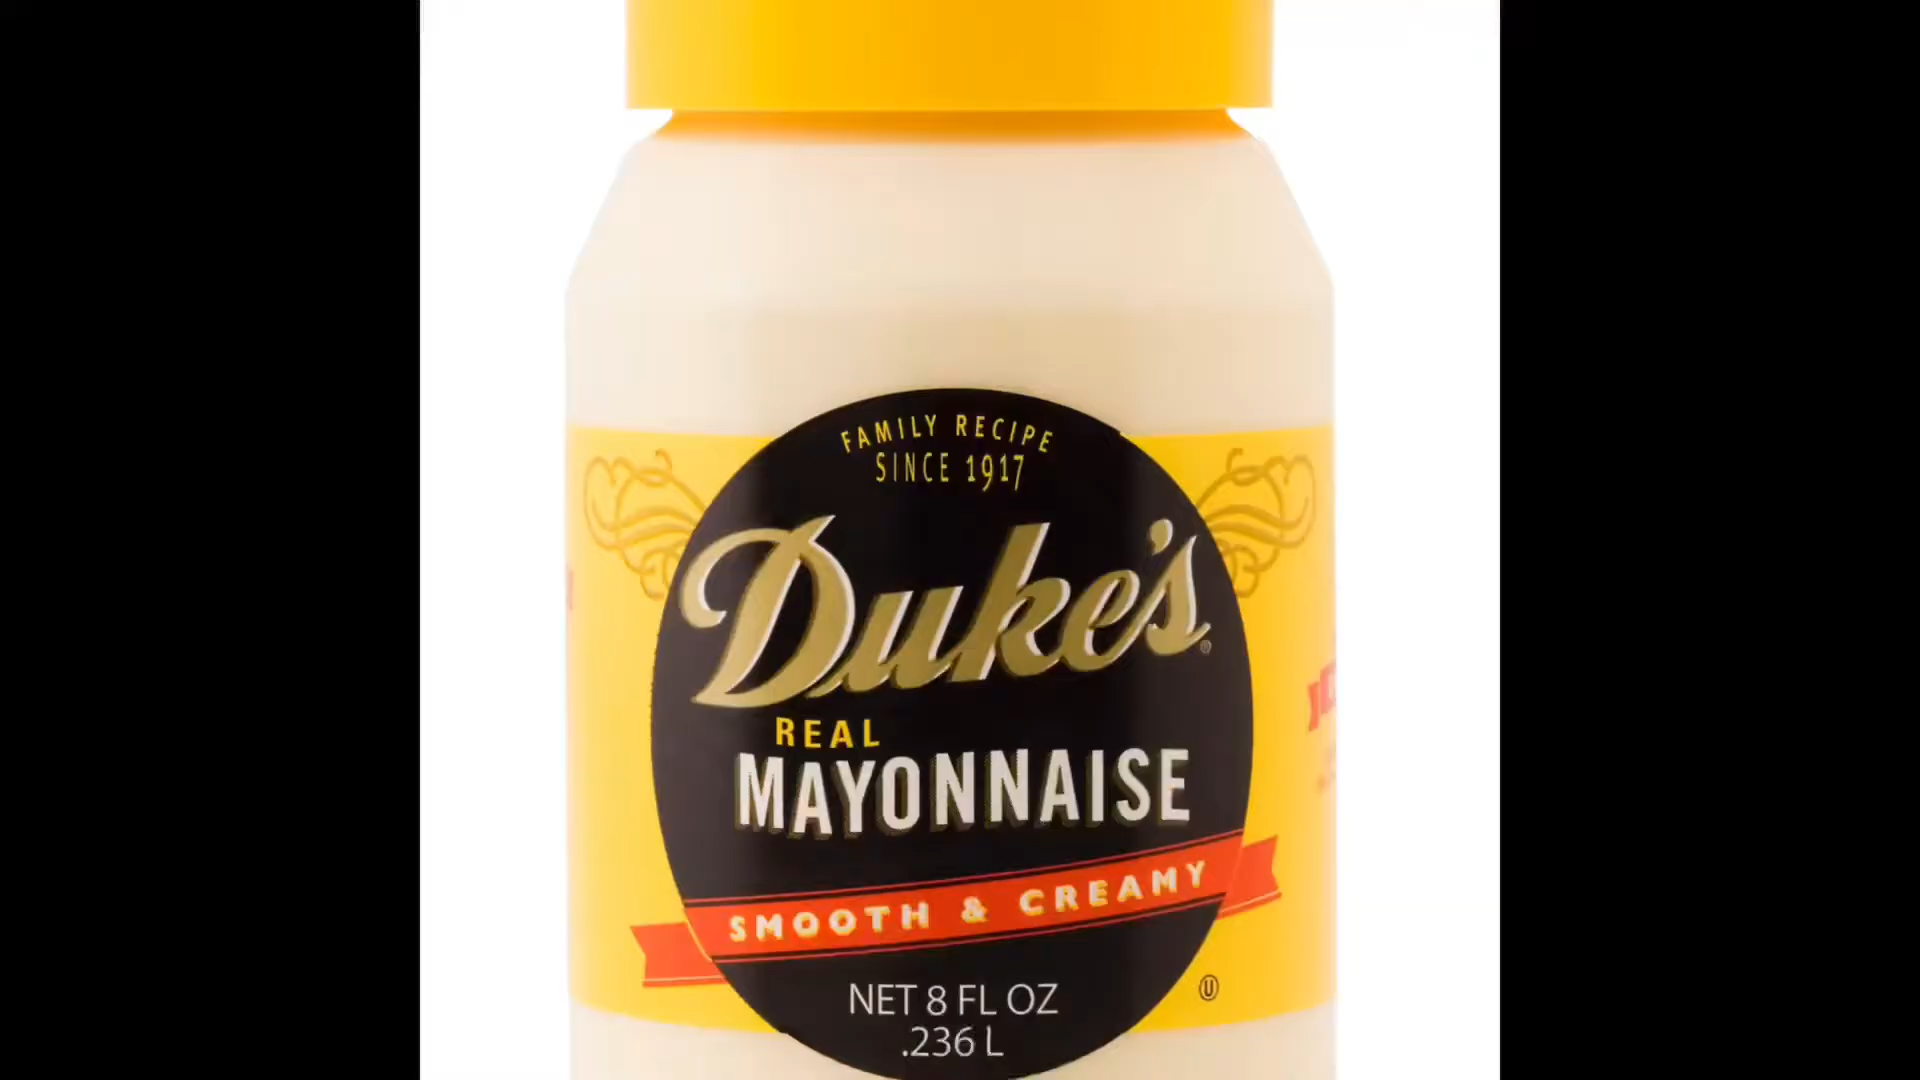 FAMILY RECIPE
SINCE 1917
Duke's®
REAL
MAYONNAISE
SMOOTH & CREAMY
NET 8 FL OZ
.236 L
U